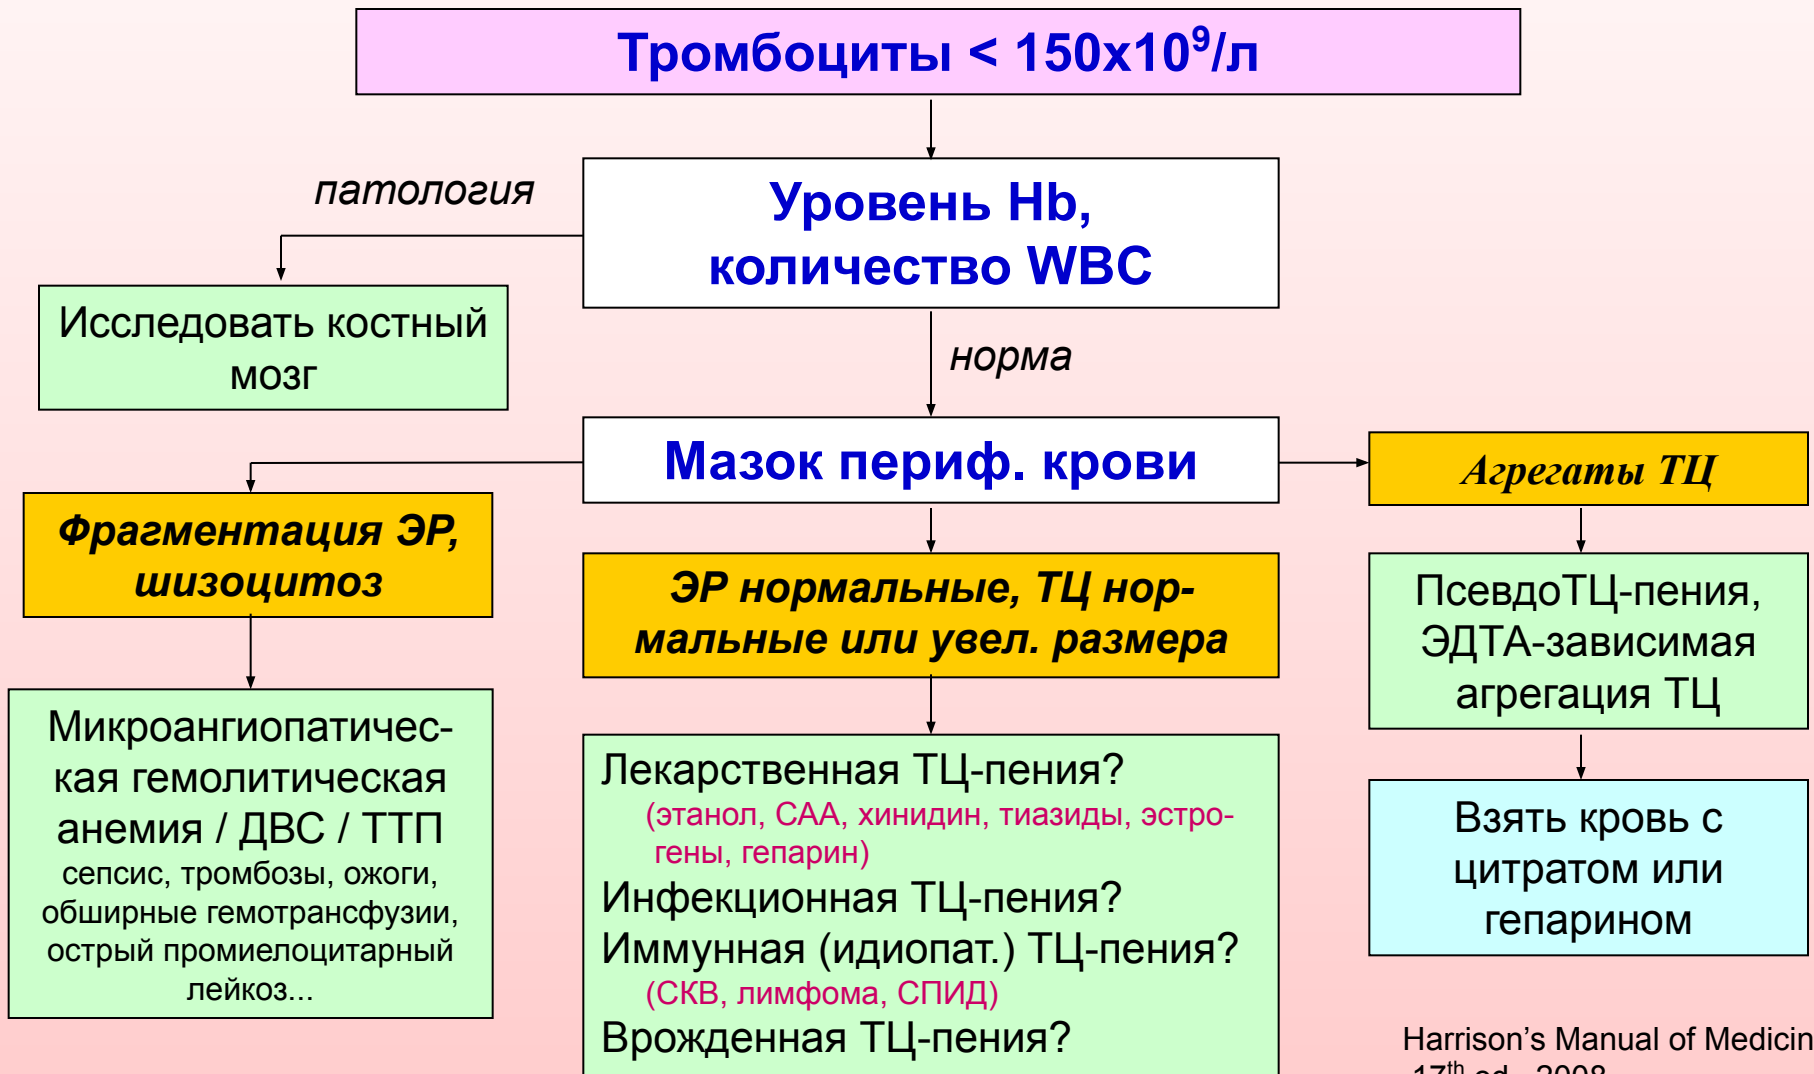 Тромбоциты < 150х10⁹/л
патология
Уровень Hb,
количество WBC
Исследовать костный
мозг
норма
Мазок периф. крови
Агрегаты ТЦ
Фрагментация ЭР,
шизоцитоз
ЭР нормальные, ТЦ нор-
мальные или увел. размера
ПсевдоТЦ-пения,
ЭДТА-зависимая
агрегация ТЦ
Микроангиопатичес-
кая гемолитическая
анемия / ДВС / ТТП
сепсис, тромбозы, ожоги,
обширные гемотрансфузии,
острый промиелоцитарный
лейкоз...
Лекарственная ТЦ-пения?
(этанол, САА, хинидин, тиазиды, эстро-
гены, гепарин)
Инфекционная ТЦ-пения?
Иммунная (идиопат.) ТЦ-пения?
(СКВ, лимфома, СПИД)
Врожденная ТЦ-пения?
Взять кровь с
цитратом или
гепарином
Harrison's Manual of Medicin
17th ed., 2008